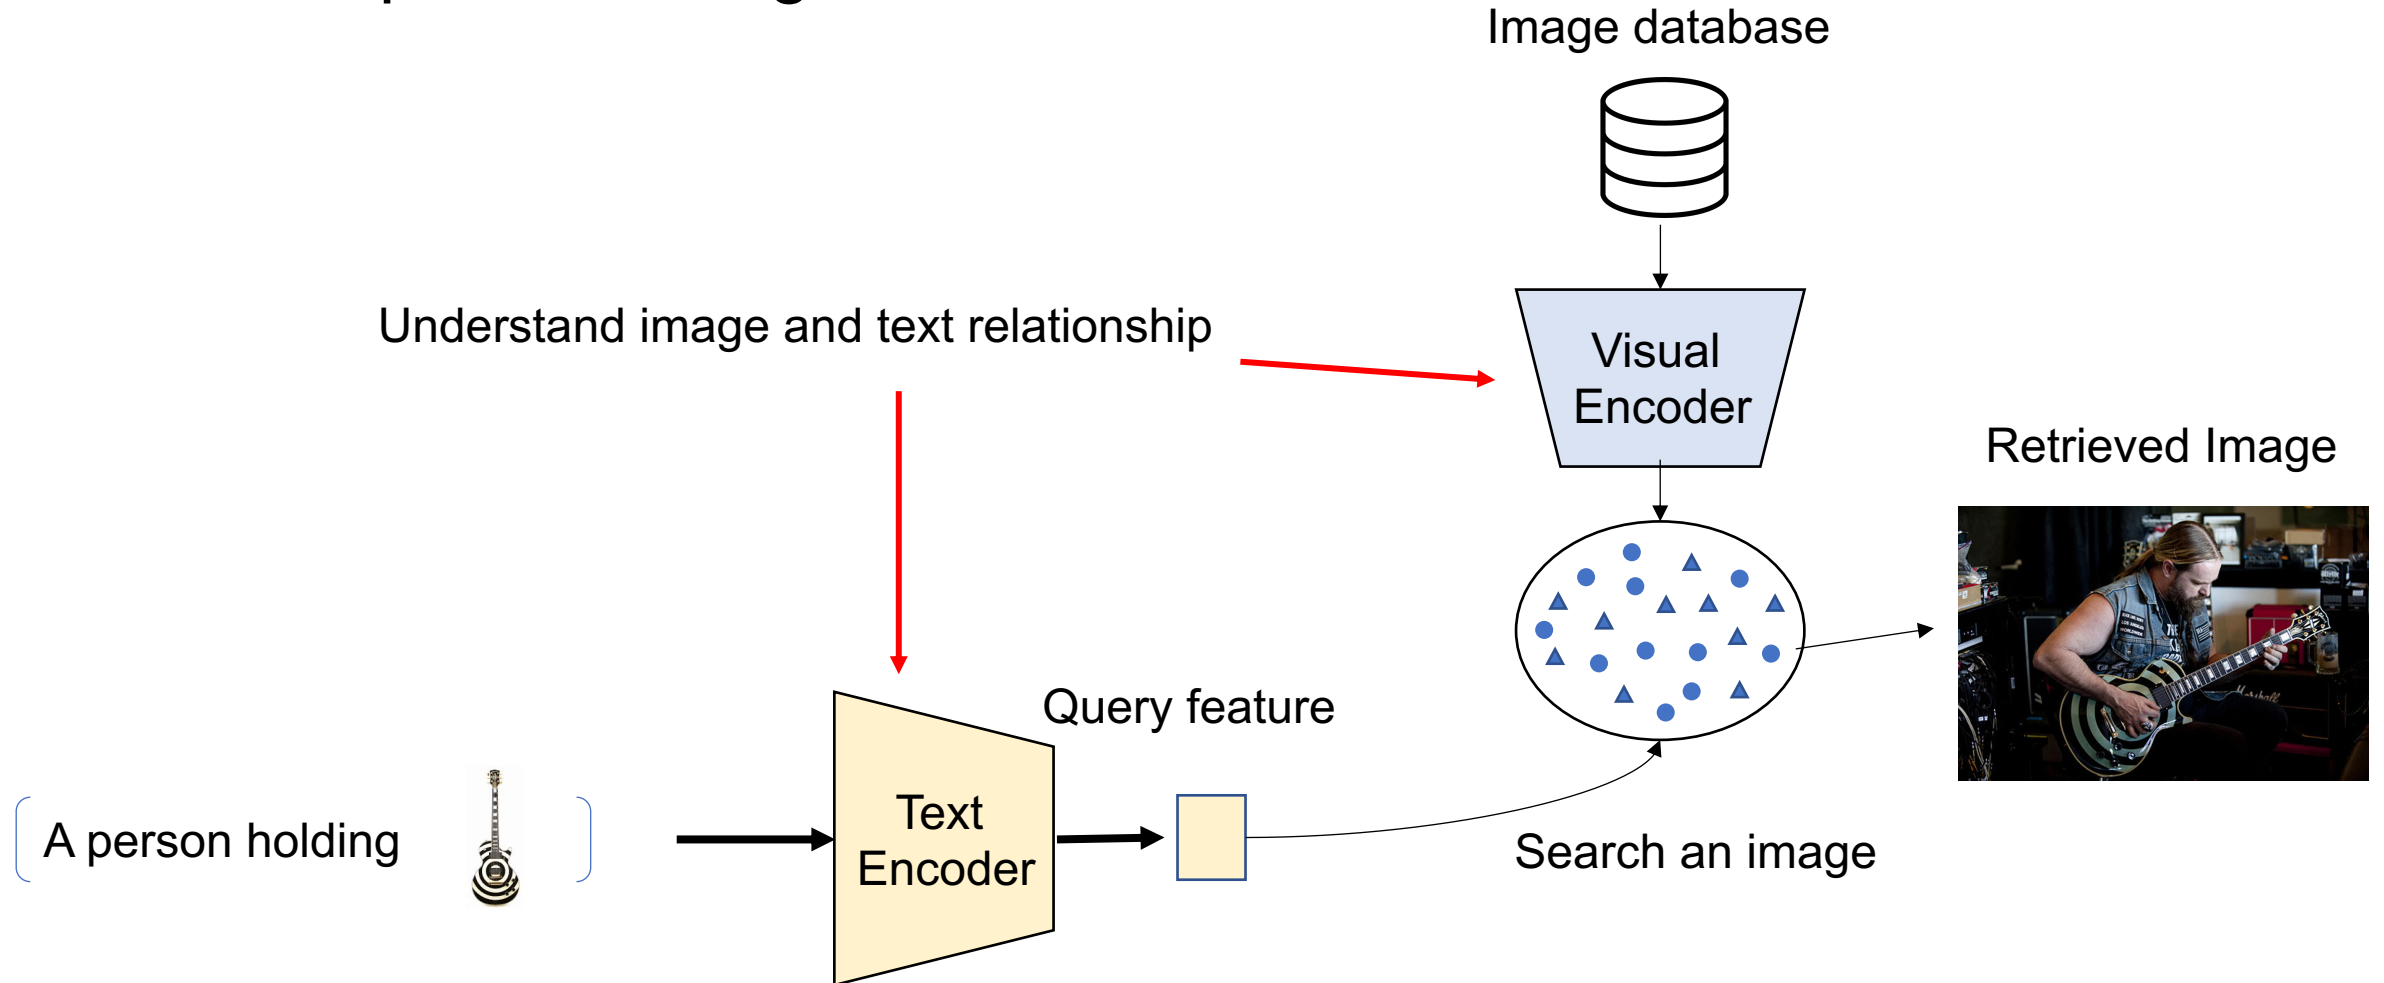 Image database
Understand image and text relationship
Visual
Encoder
Retrieved Image
Query feature
A person holding
Text
Encoder
Search an image
Marshall